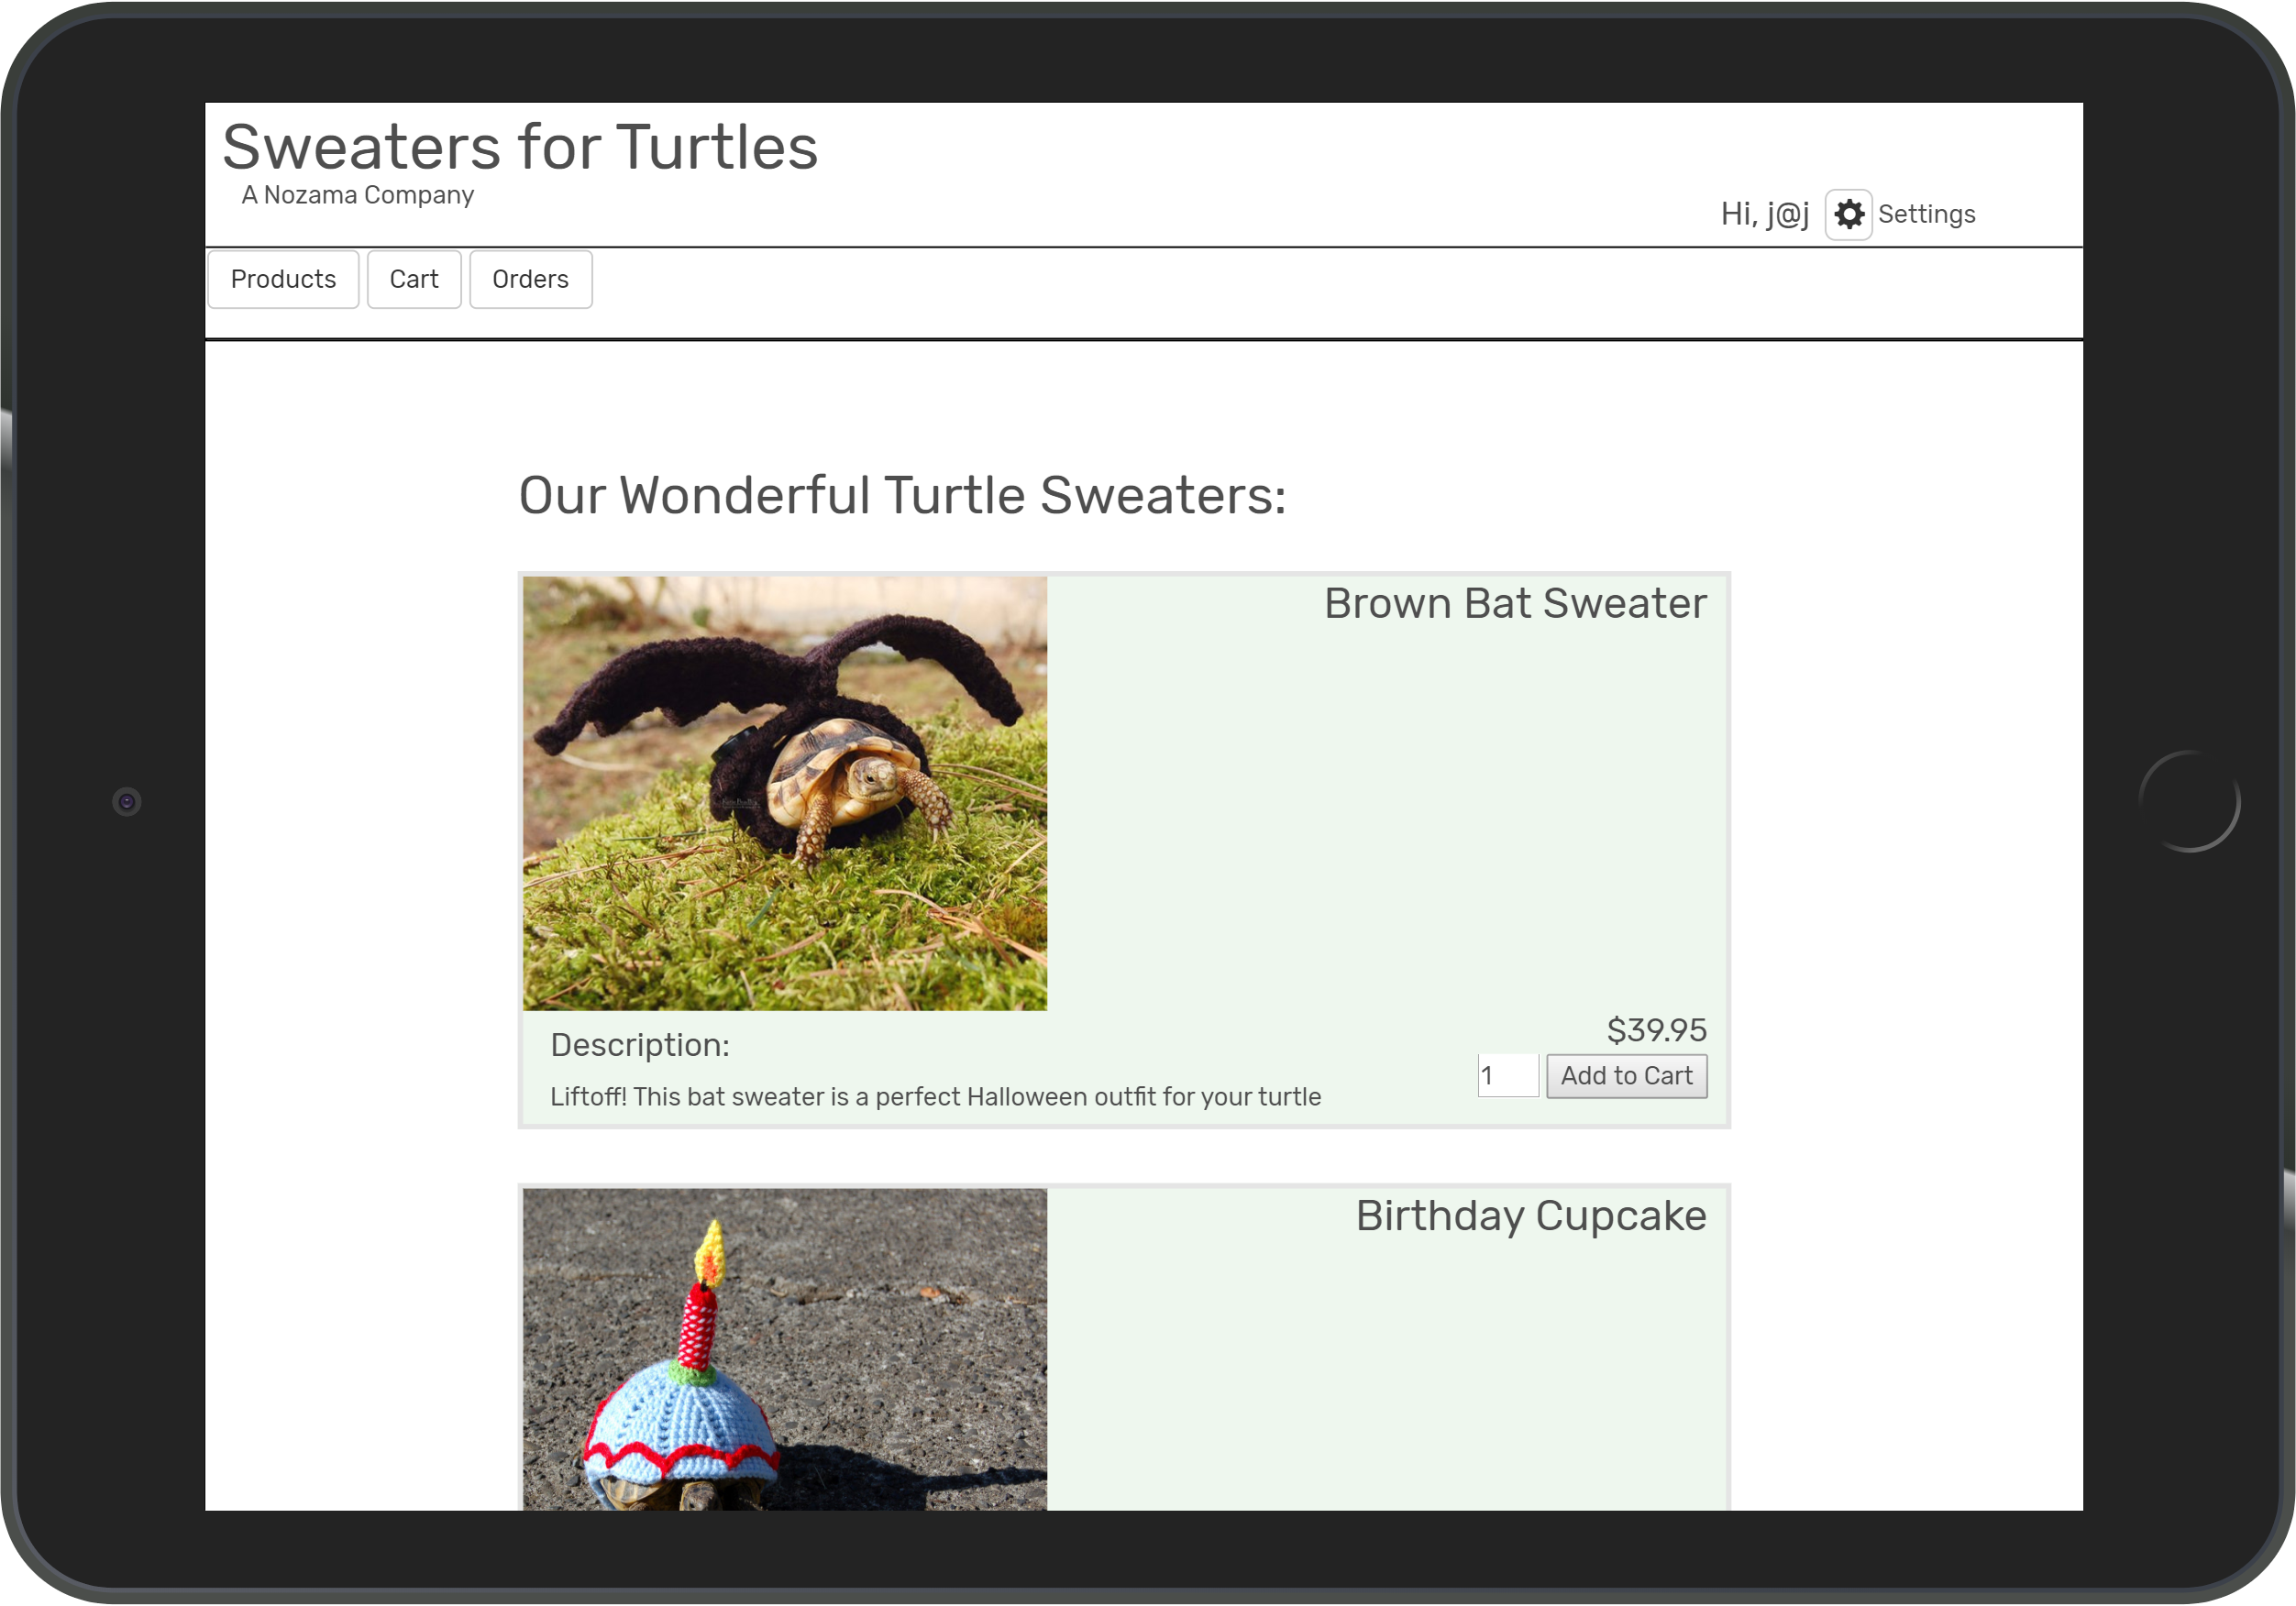 Sweaters for Turtles
A Nozama Company
Hi, j@j Settings
Products Cart Orders
Our Wonderful Turtle Sweaters:
Brown Bat Sweater
$39.95
Description:
1 Add to Cart
Liftoff! This bat sweater is a perfect Halloween outfit for your turtle
Birthday Cupcake